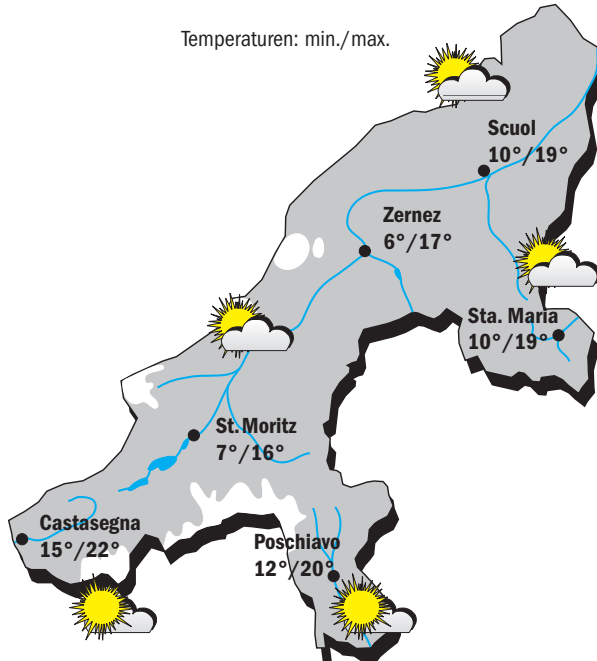 Temperaturen: min./max.
Scuol
10°/19°
Zernez
6°/17°
Sta. Maria
10°/19°
St. Moritz
7°/16°
Castasegna
15°/22°
Poschiavo
12°/20°